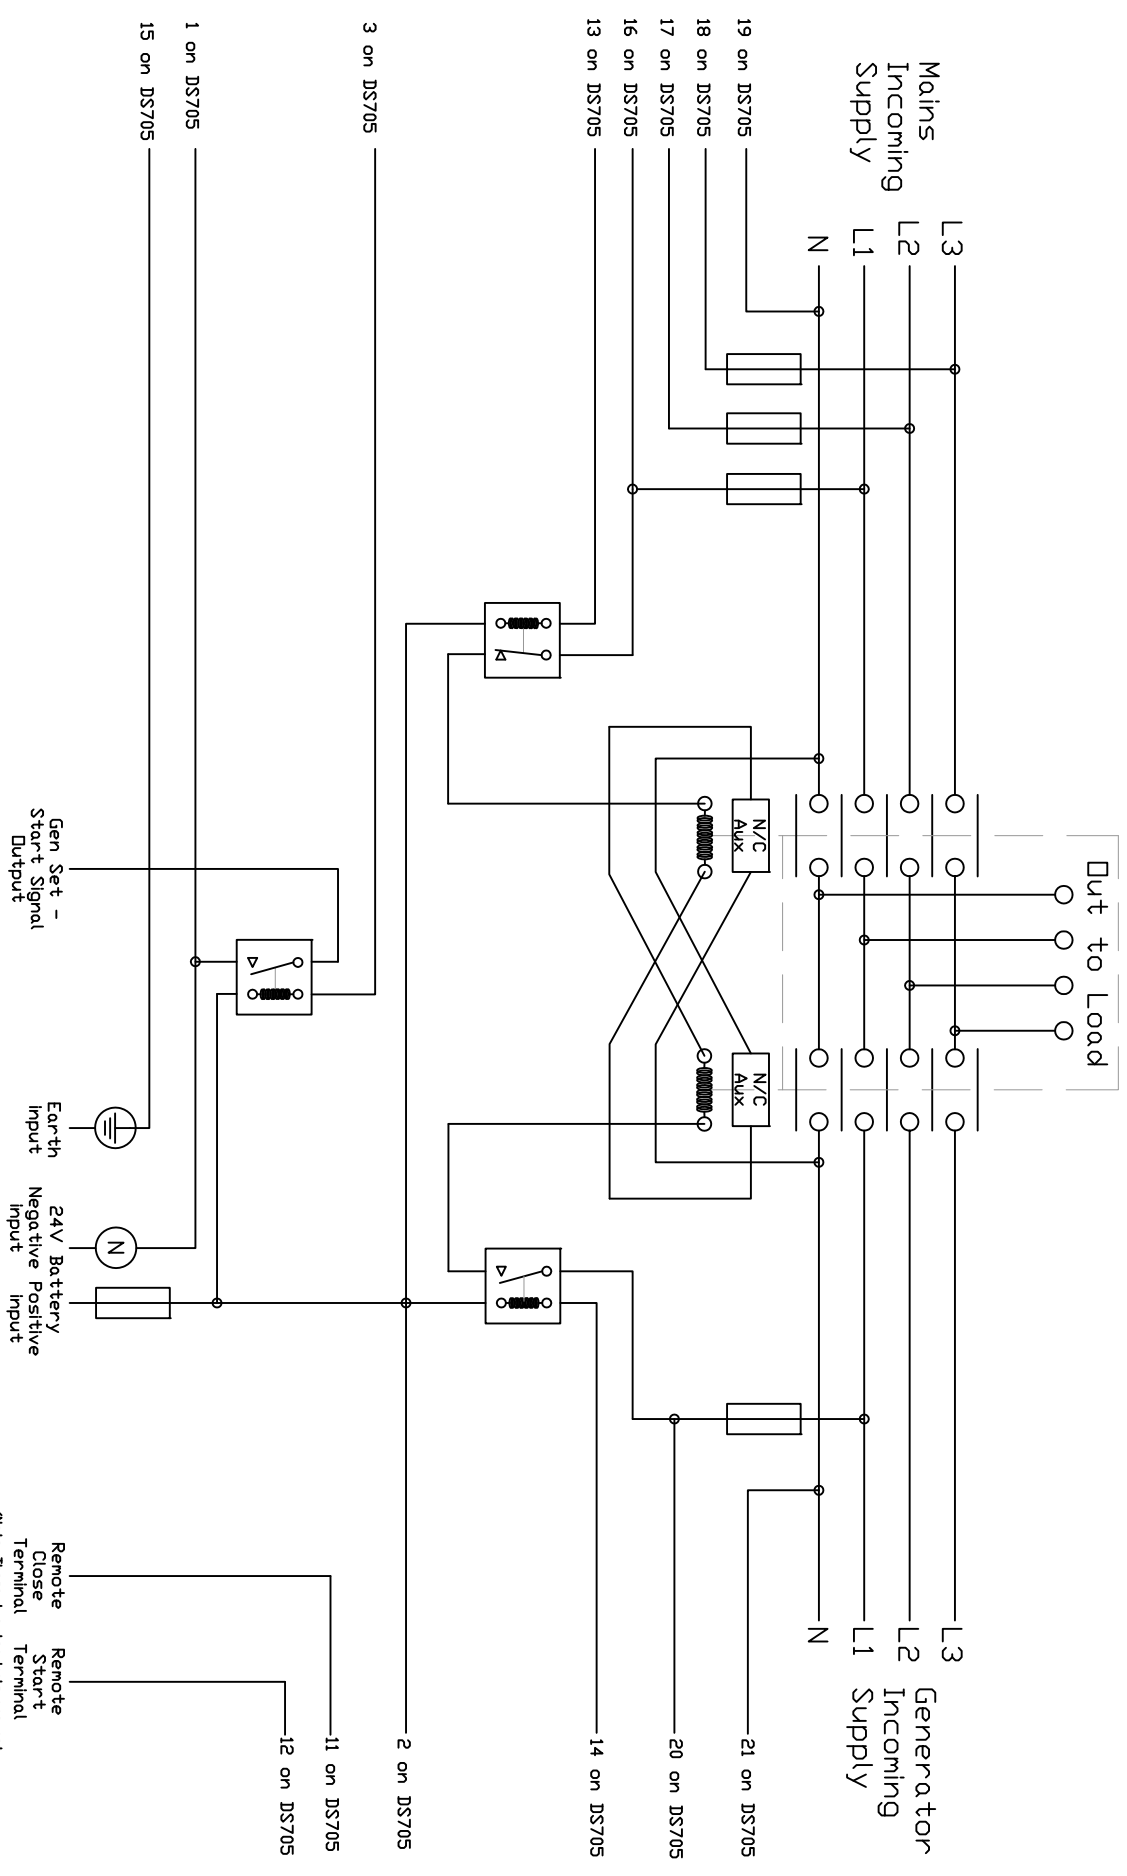 Mains
Incoming
Supply
L3
L2
L1
N
19 on DS705
18 on DS705
17 on DS705
16 on DS705
13 on DS705
3 on DS705
1 on DS705
15 on DS705
Out to Load
N/C
Aux
N/C
Aux
L3
L2
L1
N
Generator
Incoming
Supply
21 on DS705
20 on DS705
14 on DS705
2 on DS705
11 on DS705
12 on DS705
Gen Set -
Start Signal
Output
Earth
input
N
24V Battery
Negative Positive
input input
Remote
Close
Terminal
Remote
Start
Terminal